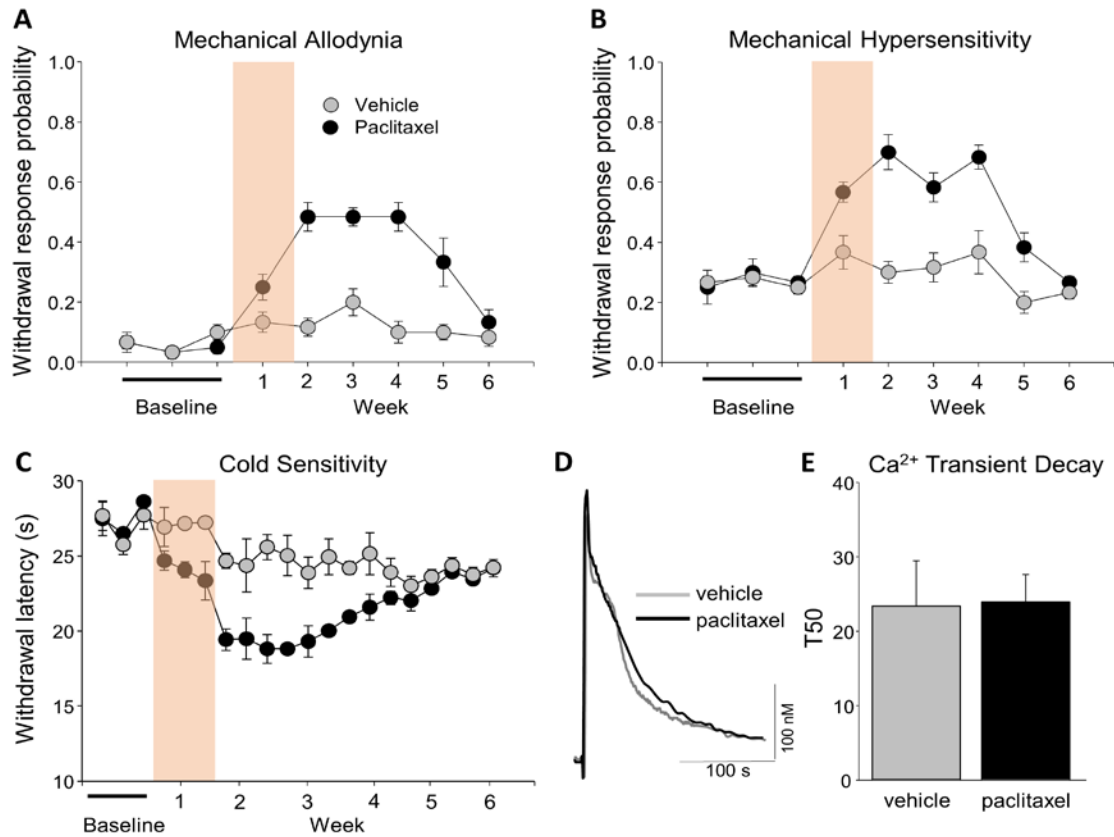 A
Mechanical Allodynia
Withdrawal response probability
1.0
0.8
0.6
0.4
0.2
0.0
Vehicle
Paclitaxel
1 2 3 4 5 6
Baseline Week
B
Mechanical Hypersensitivity
Withdrawal response probability
1.0
0.8
0.6
0.4
0.2
0.0
1 2 3 4 5 6
Baseline Week
C
Cold Sensitivity
Withdrawal latency (s)
30
25
20
15
10
1 2 3 4 5 6
Baseline Week
D
vehicle
paclitaxel
100 nM
100 s
E
Ca²⁺ Transient Decay
T50
40
30
20
10
0
vehicle paclitaxel